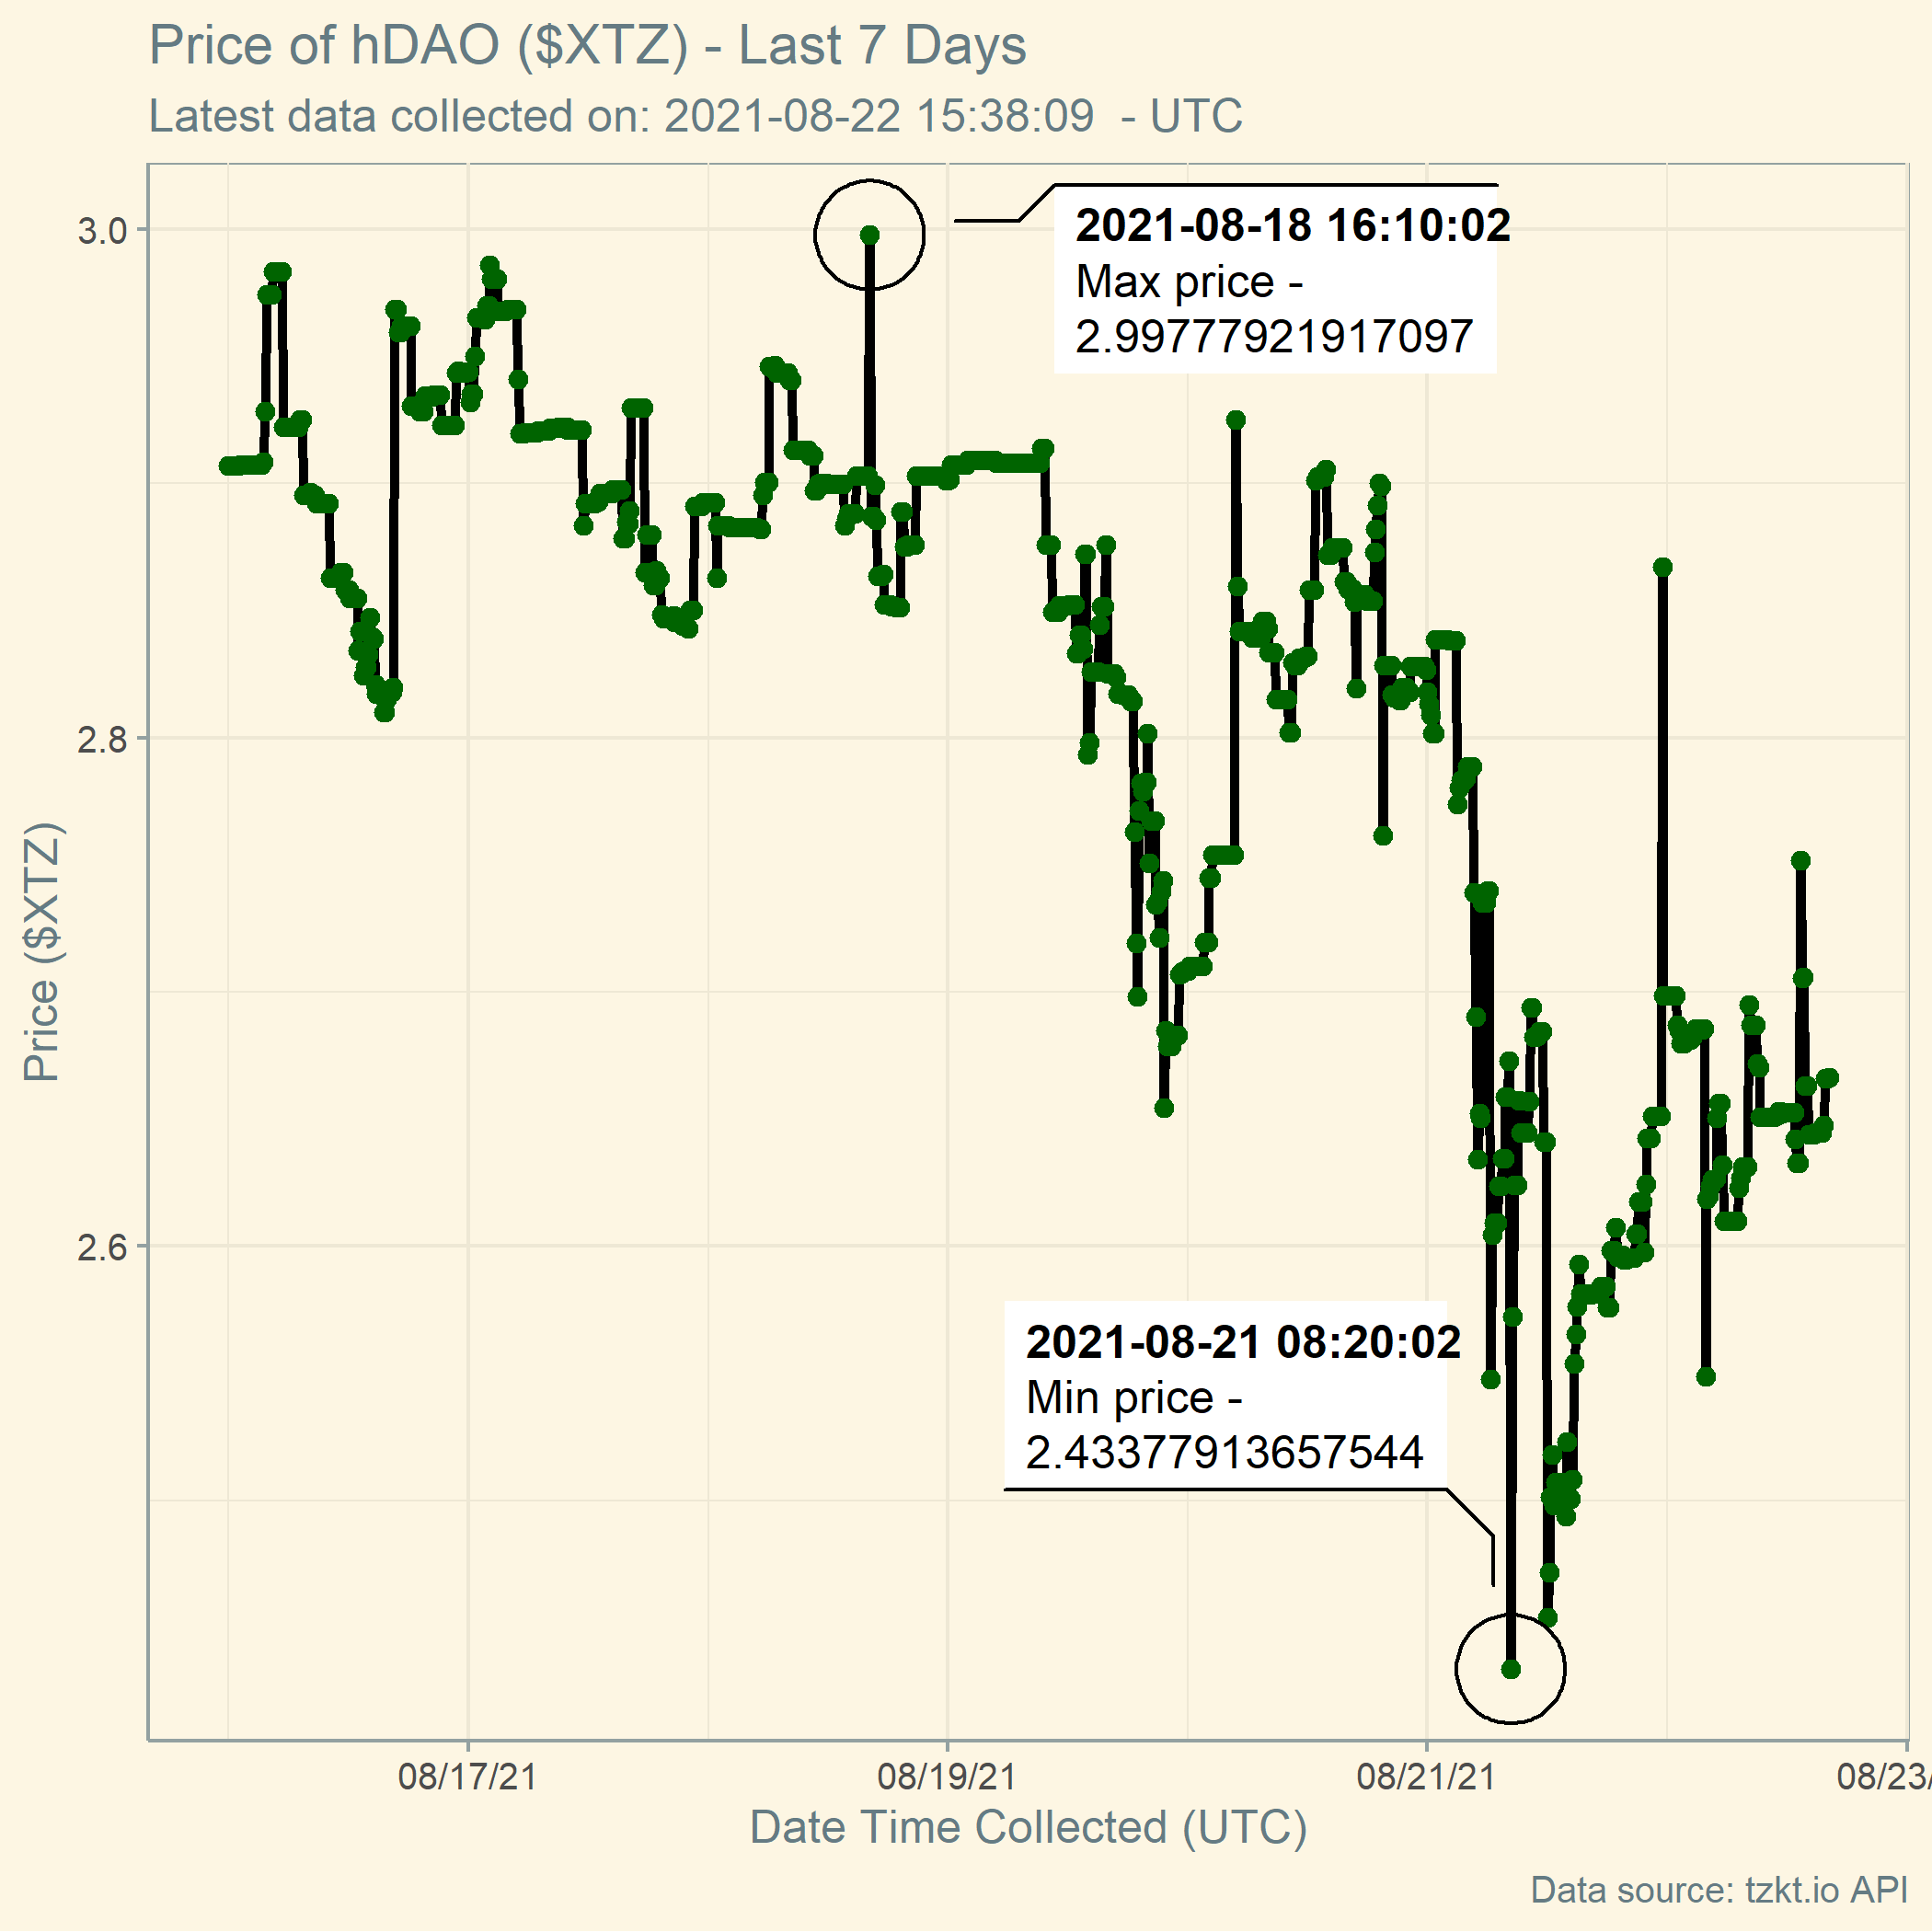 Price of hDAO ($XTZ) - Last 7 Days
Latest data collected on: 2021-08-22 15:38:09  - UTC
3.0
2.8
2.6
Price ($XTZ)
2021-08-18 16:10:02
Max price -
2.99777921917097
2021-08-21 08:20:02
Min price -
2.43377913657544
08/17/21
08/19/21
08/21/21
08/23/
Date Time Collected (UTC)
Data source: tzkt.io API